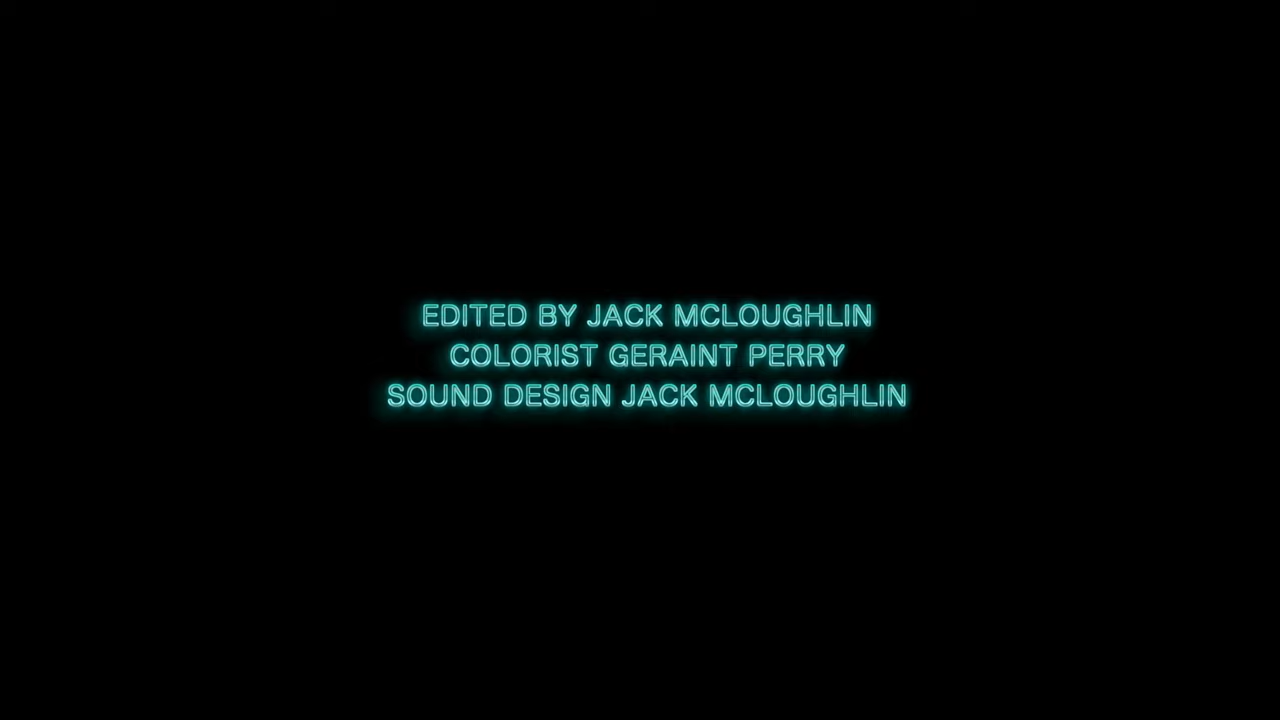 EDITED BY JACK MCLOUGHLIN
COLORIST GERAINT PERRY
SOUND DESIGN JACK MCLOUGHLIN